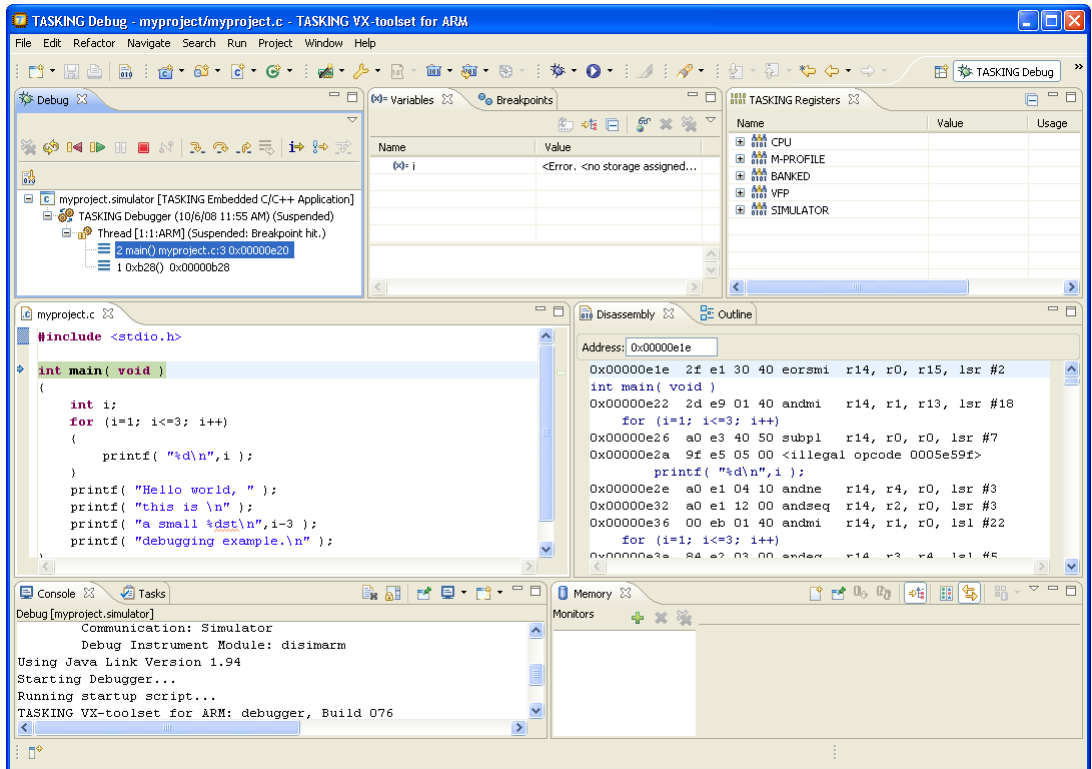 TASKING Debug - myproject/myproject.c - TASKING VX-toolset for ARM
File Edit Refactor Navigate Search Run Project Window Help
TASKING Debug
Debug
myproject.simulator [TASKING Embedded C/C++ Application]
TASKING Debugger (10/6/08 11:55 AM) (Suspended)
Thread [1:1:ARM] (Suspended: Breakpoint hit.)
2 main() myproject.c:3 0x00000e20
1 0xb28() 0x00000b28
(x)= Variables Breakpoints
Name Value
(x)= i <Error. <no storage assigned...
TASKING Registers
Name Value Usage
CPU
M-PROFILE
BANKED
VFP
SIMULATOR
myproject.c
#include <stdio.h>
int main( void )
{
int i;
for (i=1; i<=3; i++)
{
printf( "%d\n",i );
}
printf( "Hello world, " );
printf( "this is \n" );
printf( "a small %dst\n",i-3 );
printf( "debugging example.\n" );
Disassembly Outline
Address: 0x00000e1e
0x00000e1e 2f e1 30 40 eorsmi r14, r0, r15, lsr #2
int main( void )
0x00000e22 2d e9 01 40 andmi r14, r1, r13, lsr #18
for (i=1; i<=3; i++)
0x00000e26 a0 e3 40 50 subpl r14, r0, r0, lsr #7
0x00000e2a 9f e5 05 00 <illegal opcode 0005e59f>
printf( "%d\n",i );
0x00000e2e a0 e1 04 10 andne r14, r4, r0, lsr #3
0x00000e32 a0 e1 12 00 andseq r14, r2, r0, lsr #3
0x00000e36 00 eb 01 40 andmi r14, r1, r0, lsl #22
for (i=1; i<=3; i++)
0x00000e3a 84 e2 03 00 andeq r14, r3, r4, lsl #5
Console Tasks
Debug [myproject.simulator]
Communication: Simulator
Debug Instrument Module: disimarm
Using Java Link Version 1.94
Starting Debugger...
Running startup script...
TASKING VX-toolset for ARM: debugger, Build 076
Memory
Monitors